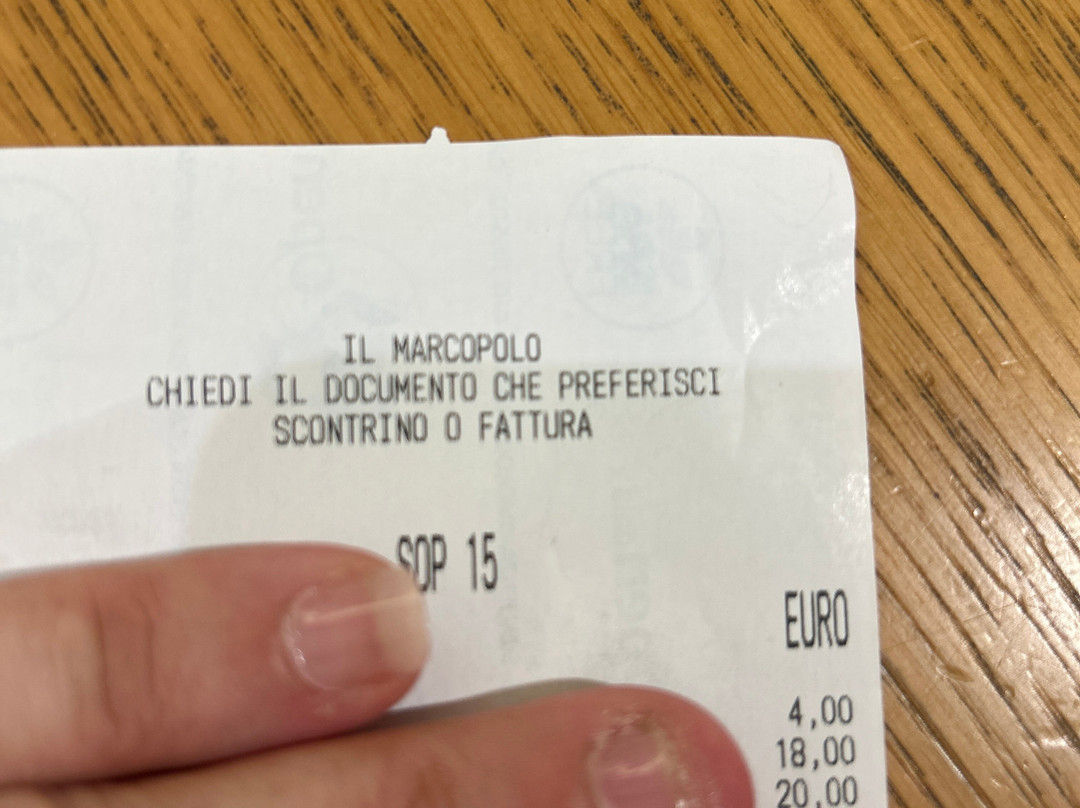 IL MARCOPOLO
CHIEDI IL DOCUMENTO CHE PREFERISCI
SCONTRINO O FATTURA
SOP 15
EURO
4,00
18,00
20,00